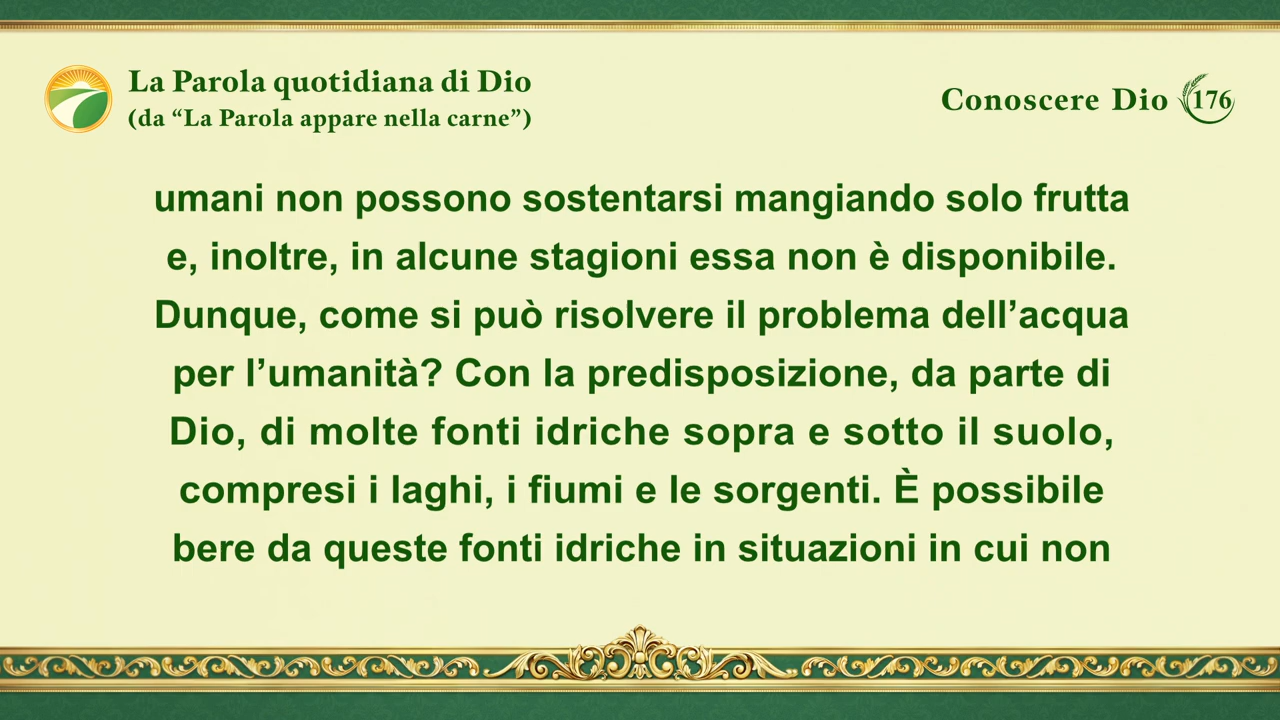 La Parola quotidiana di Dio
(da “La Parola appare nella carne”)
Conoscere Dio 176
umani non possono sostentarsi mangiando solo frutta
e, inoltre, in alcune stagioni essa non è disponibile.
Dunque, come si può risolvere il problema dell’acqua
per l’umanità? Con la predisposizione, da parte di
Dio, di molte fonti idriche sopra e sotto il suolo,
compresi i laghi, i fiumi e le sorgenti. È possibile
bere da queste fonti idriche in situazioni in cui non